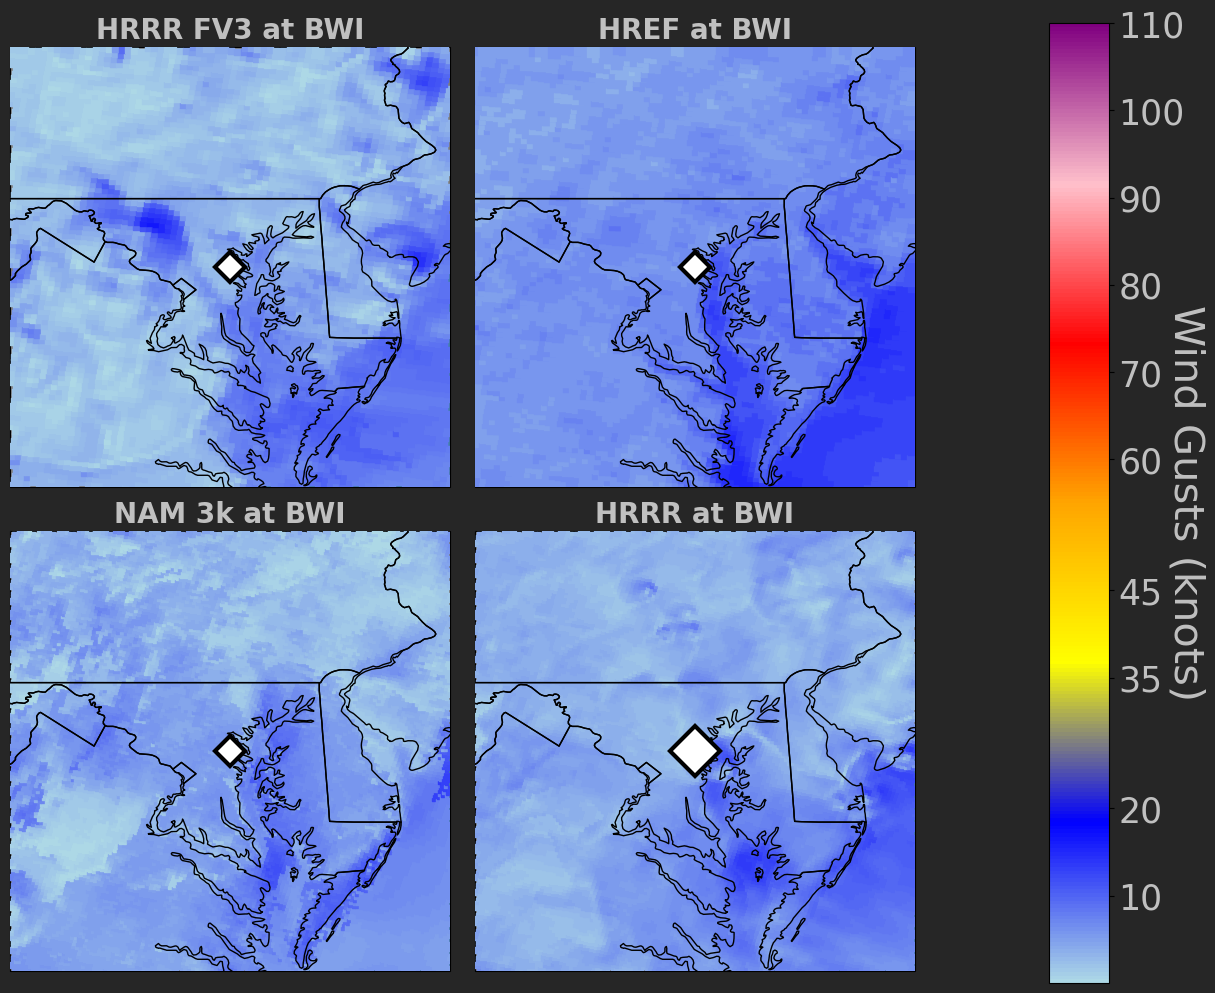 HRRR FV3 at BWI
HREF at BWI
NAM 3k at BWI
HRRR at BWI
110
100
90
80
70
60
45
35
20
10
Wind Gusts (knots)